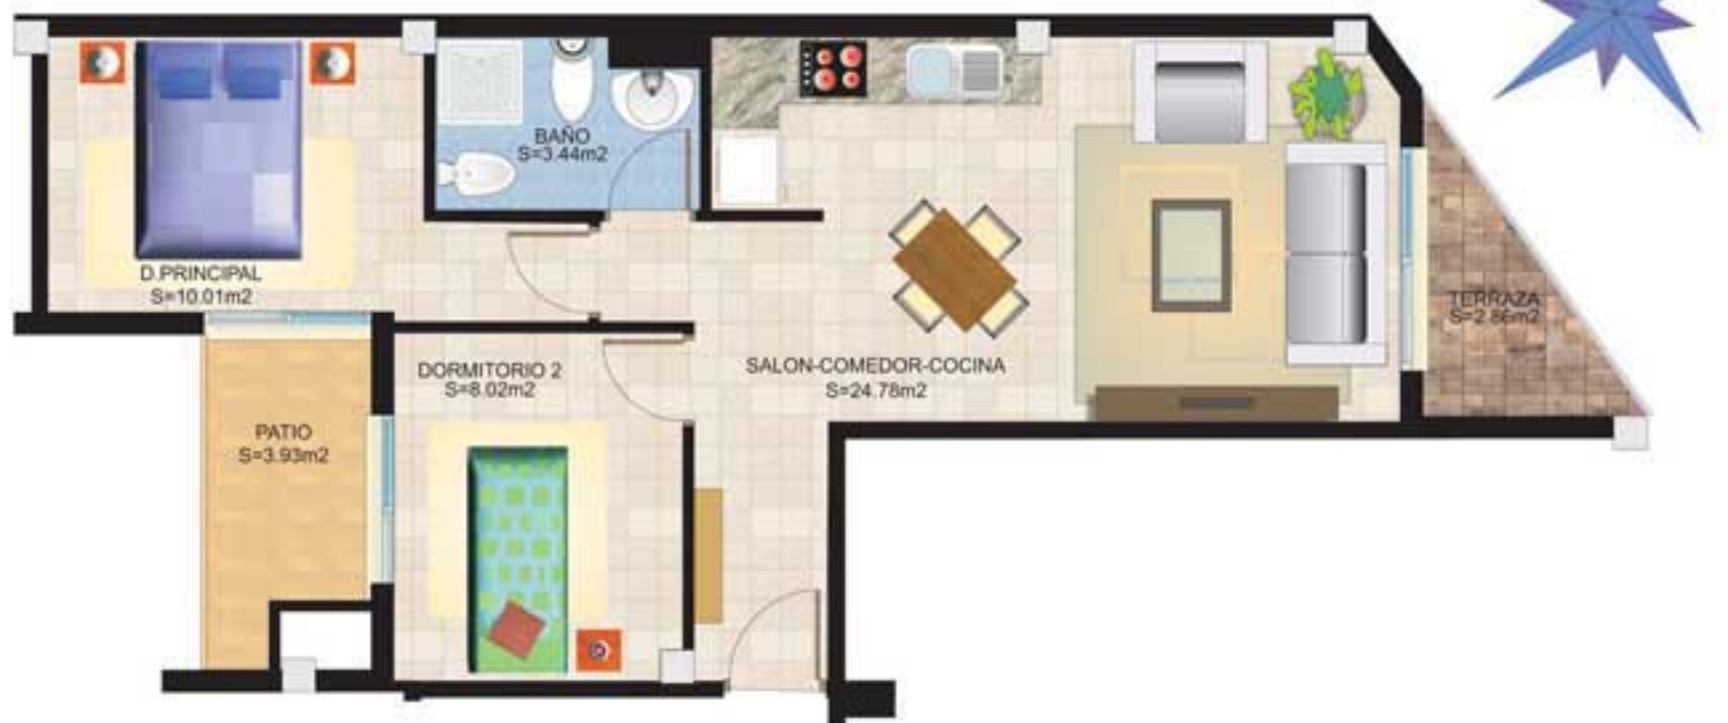 BAÑO
S=3.44m2
D.PRINCIPAL
S=10.01m2
TERRAZA
S=2.86m2
DORMITORIO 2
S=8.02m2
SALON-COMEDOR-COCINA
S=24.78m2
PATIO
S=3.93m2